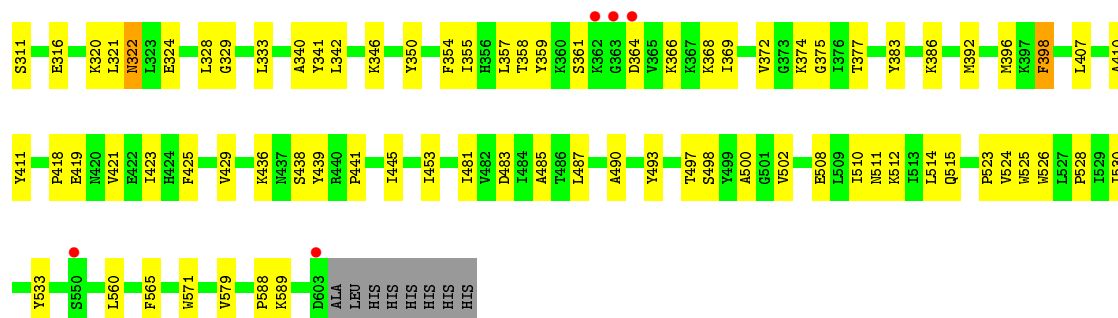 S311 E316 K320 L321 N322 L323 E324 L328 G329 L333 A340 Y341 L342 K346 Y350 F354 I355 H356 L357 T358 Y359 K360 S361 K362 G363 D364 V365 K366 K367 K368 I369 V372 G373 K374 G375 I376 T377 Y383 K386 M392 M396 K397 F398 L407 A410
Y411 P418 E419 N420 V421 E422 I423 H424 F425 V429 K436 N437 S438 Y439 R440 P441 I445 I453 I481 V482 D483 I484 A485 T486 L487 A490 Y493 T497 S498 Y499 A500 G501 V502 E508 L509 I510 N511 K512 I513 L514 Q515 P523 V524 W525 W526 L527 P528 I529 I530
Y533 S550 L560 F565 W571 V579 P588 K589 D603 ALA LEU HIS HIS HIS HIS HIS HIS